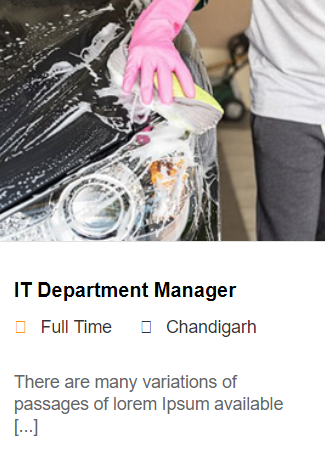 IT Department Manager
Full Time Chandigarh
There are many variations of
passages of lorem Ipsum available
[...]